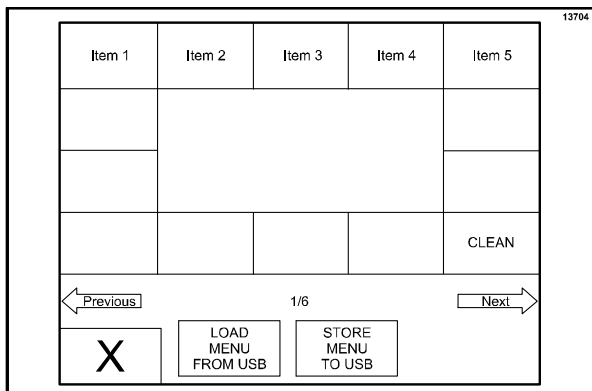 13704
Item 1
Item 2
Item 3
Item 4
Item 5
CLEAN
Previous
1/6
Next
X
LOAD
MENU
FROM USB
STORE
MENU
TO USB